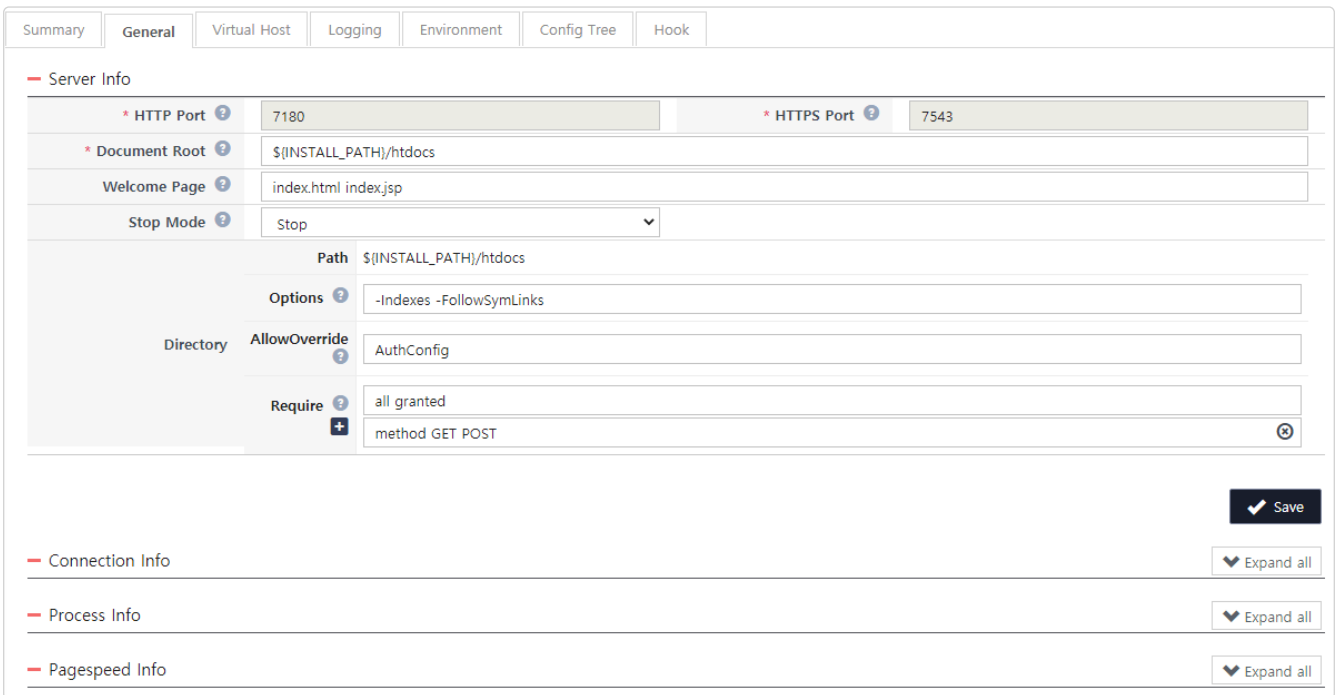 Summary General Virtual Host Logging Environment Config Tree Hook
Server Info
* HTTP Port ? 7180 * HTTPS Port ? 7543
* Document Root ? ${INSTALL_PATH}/htdocs
Welcome Page ? index.html index.jsp
Stop Mode ? Stop
Path ${INSTALL_PATH}/htdocs
Options ? -Indexes -FollowSymLinks
Directory AllowOverride ? AuthConfig
Require ? all granted
method GET POST
Save
Connection Info Expand all
Process Info Expand all
Pagespeed Info Expand all